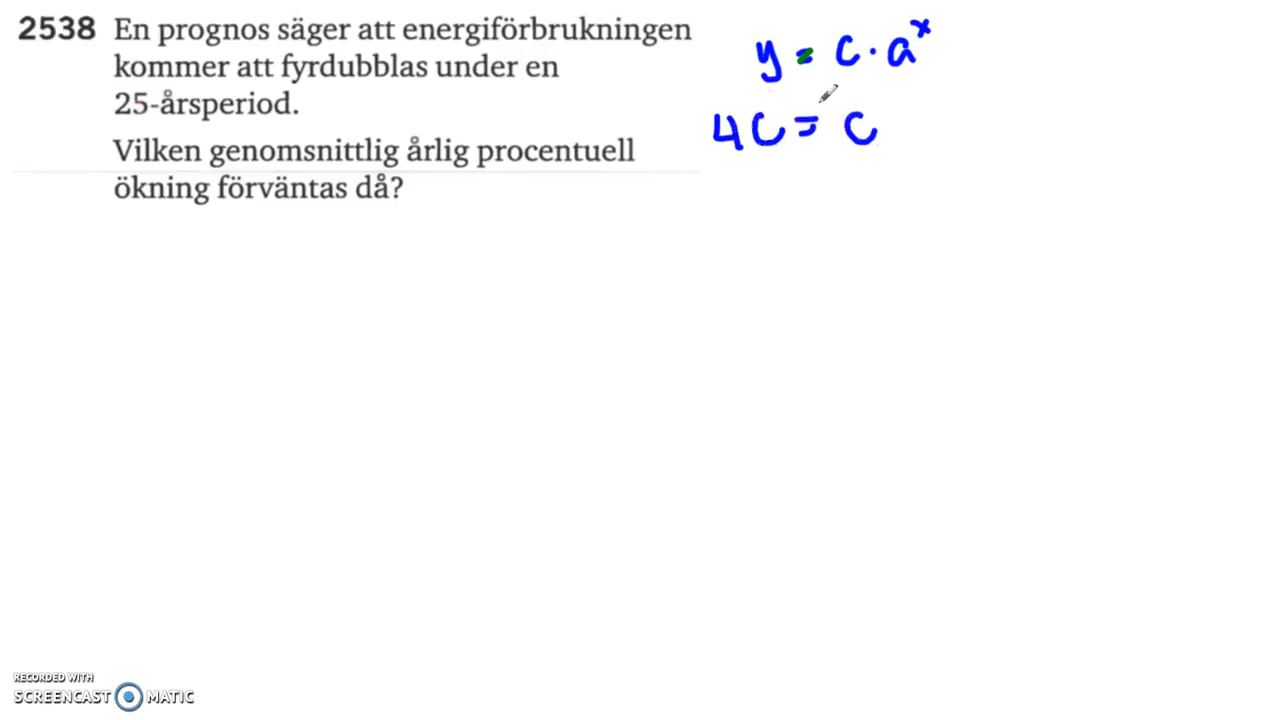 2538 En prognos säger att energiförbrukningen
kommer att fyrdubblas under en
25-årsperiod.
Vilken genomsnittlig årlig procentuell
ökning förväntas då?
y = C · aˣ
4C = C
RECORDED WITH
SCREENCAST MATIC